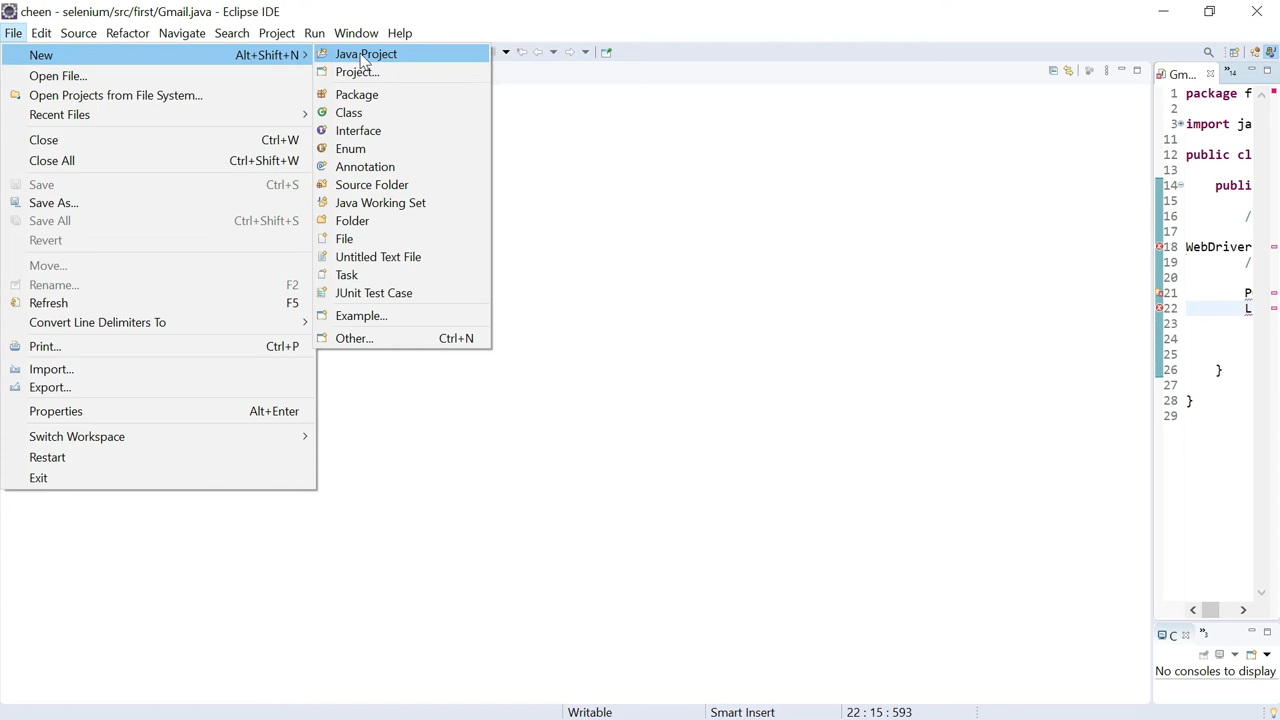 cheen - selenium/src/first/Gmail.java - Eclipse IDE
File Edit Source Refactor Navigate Search Project Run Window Help
New Alt+Shift+N
Open File...
Open Projects from File System...
Recent Files
Close Ctrl+W
Close All Ctrl+Shift+W
Save Ctrl+S
Save As...
Save All Ctrl+Shift+S
Revert
Move...
Rename... F2
Refresh F5
Convert Line Delimiters To
Print... Ctrl+P
Import...
Export...
Properties Alt+Enter
Switch Workspace
Restart
Exit
Java Project
Project...
Package
Class
Interface
Enum
Annotation
Source Folder
Java Working Set
Folder
File
Untitled Text File
Task
JUnit Test Case
Example...
Other... Ctrl+N
Gm... 14
1 package f
2
3 import ja
11
12 public cl
13
14 publi
15
16 /
17
18 WebDriver
19 /
20
21 P
22 L
23
24
25
26 }
27
28 }
29
C 3
No consoles to display
Writable Smart Insert 22 : 15 : 593